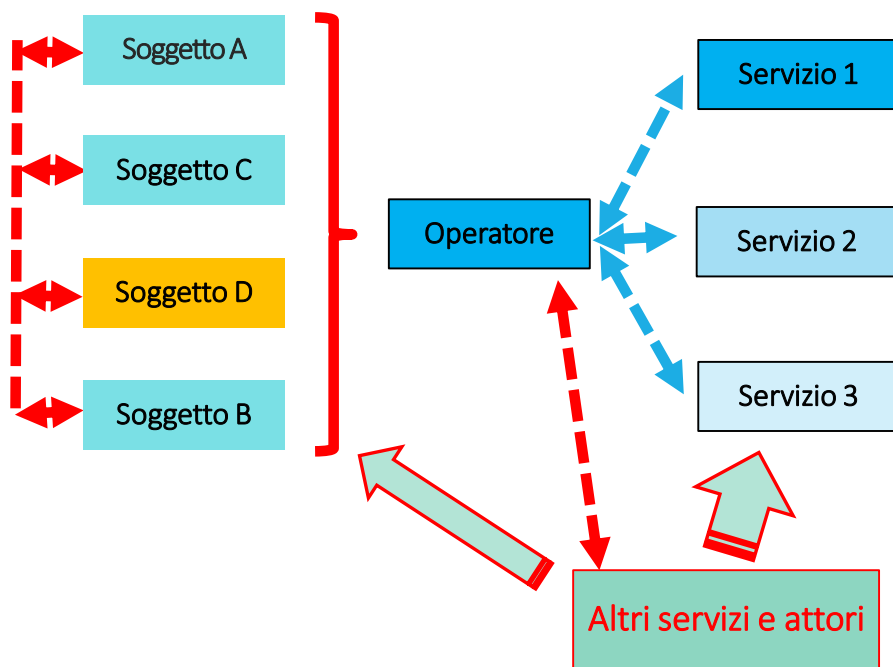 Soggetto A
Soggetto C
Soggetto D
Soggetto B
Operatore
Servizio 1
Servizio 2
Servizio 3
Altri servizi e attori